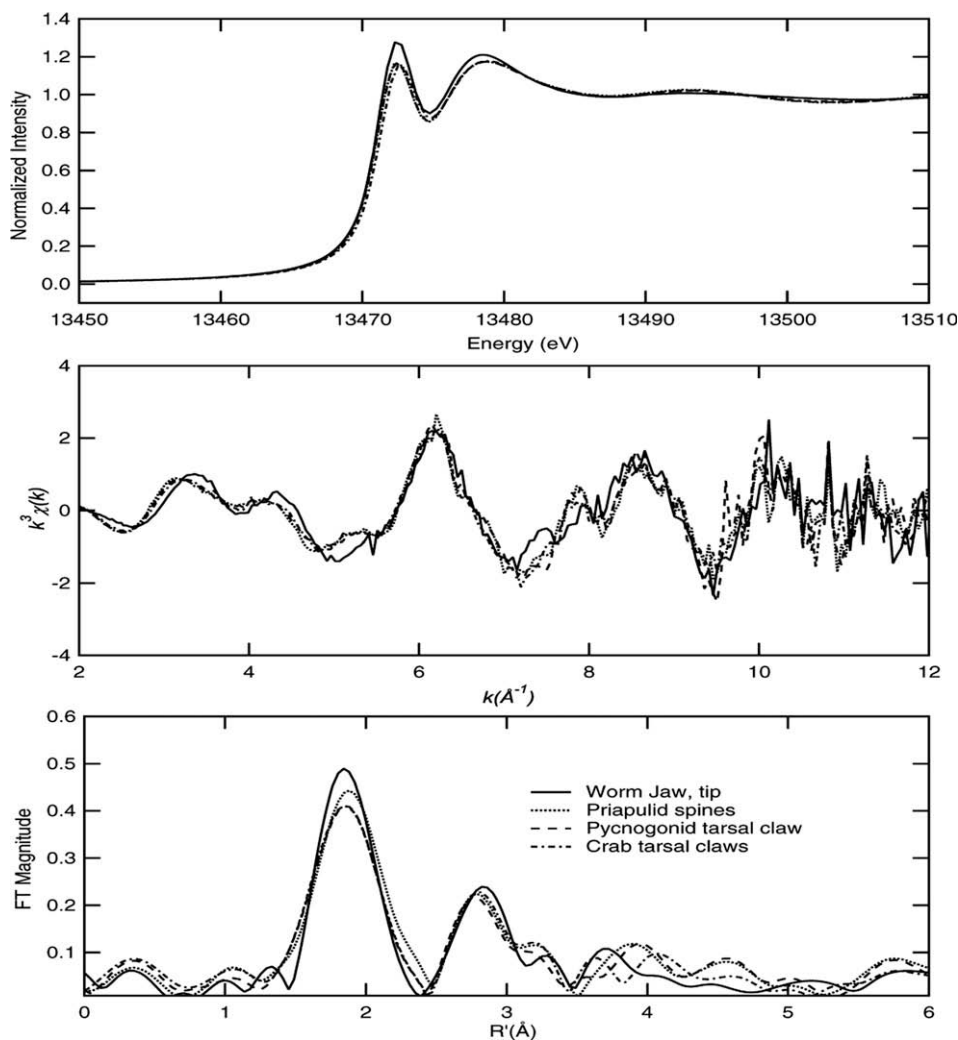 Normalized Intensity
1.4
1.2
1.0
0.8
0.6
0.4
0.2
0.0
13450 13460 13470 13480 13490 13500 13510
Energy (eV)
k³χ(k)
4
2
0
-2
-4
2 4 6 8 10 12
k(Å⁻¹)
FT Magnitude
0.6
0.5
0.4
0.3
0.2
0.1
Worm Jaw, tip
Priapulid spines
Pycnogonid tarsal claw
Crab tarsal claws
0 1 2 3 4 5 6
R'(Å)